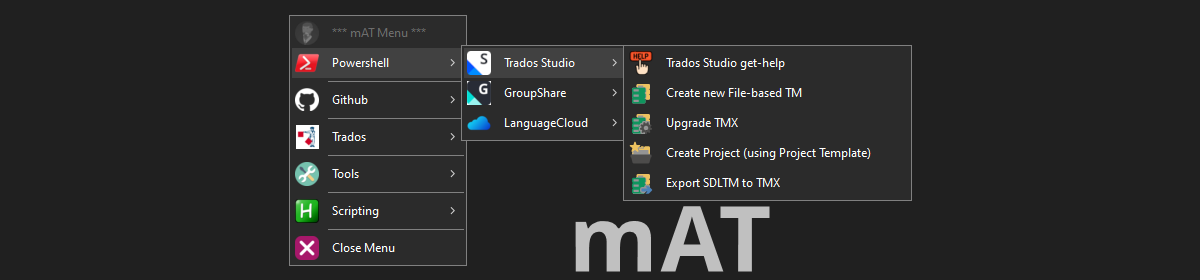 *** mAT Menu ***
Powershell
Github
Trados
Tools
Scripting
Close Menu
S
Trados Studio
G
GroupShare
LanguageCloud
HELP
Trados Studio get-help
Create new File-based TM
Upgrade TMX
Create Project (using Project Template)
Export SDLTM to TMX
H
mAT